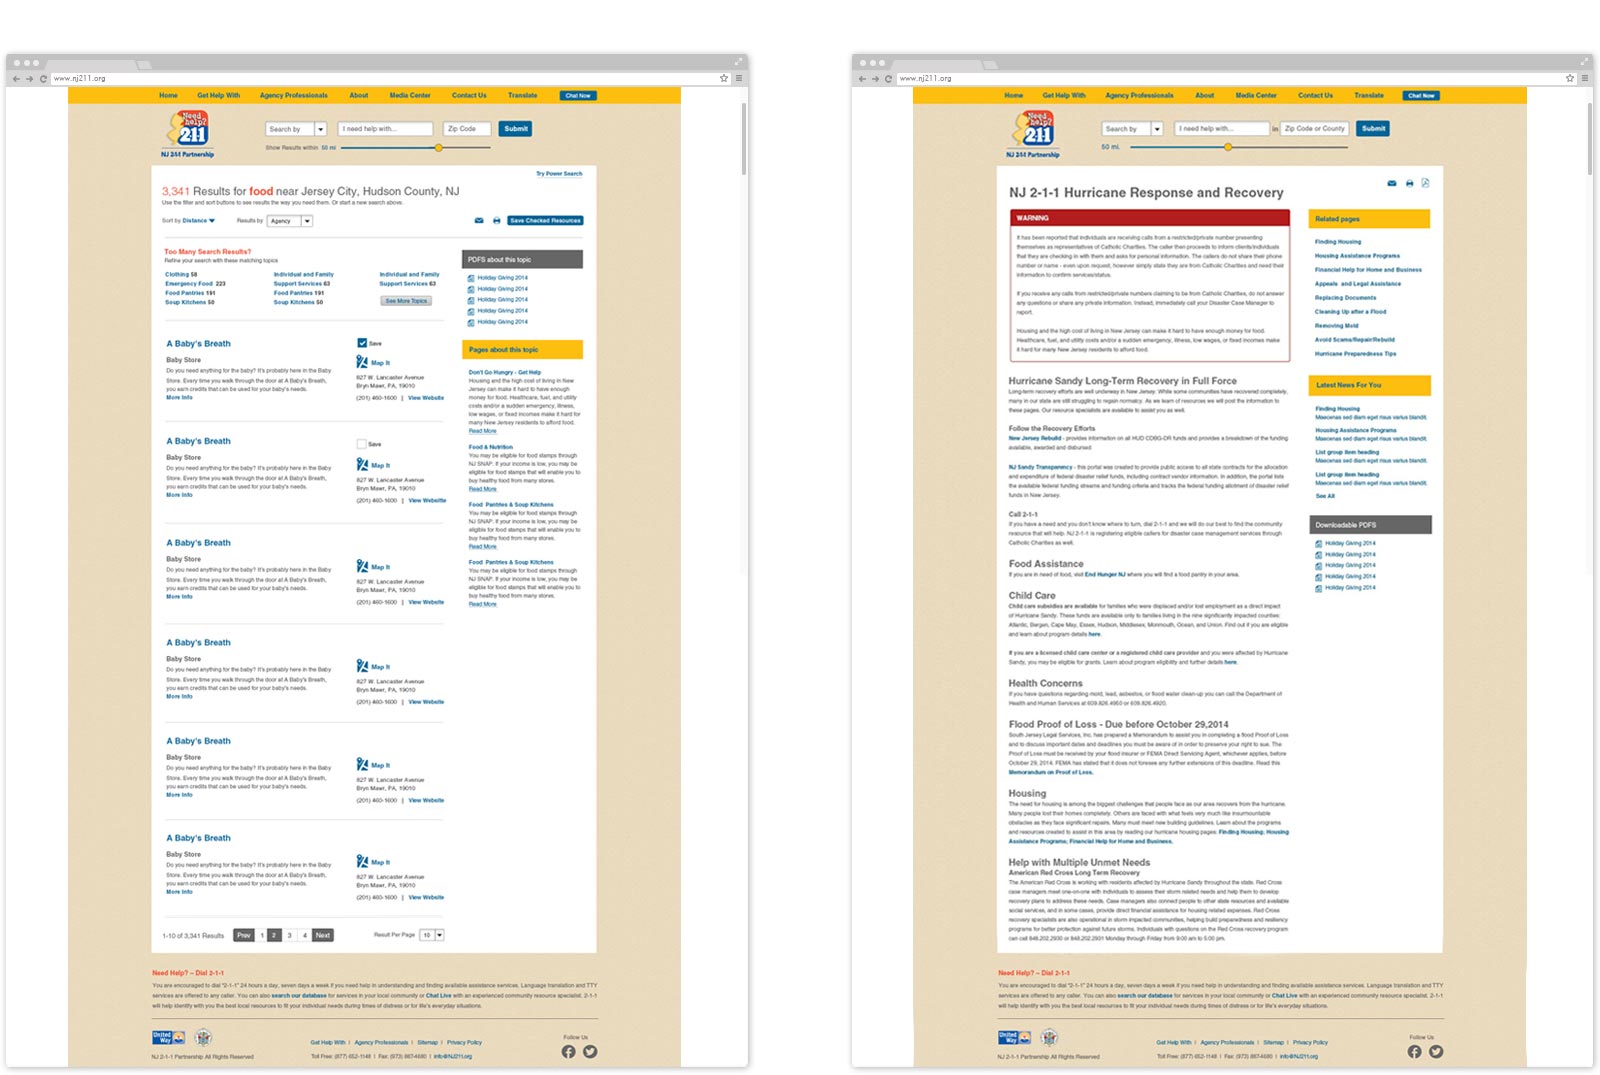 www.nj211.org
Home Get Help With Agency Professionals About Media Center Contact Us Translate Chat Now
Need help? 211
NJ 2-1-1 Partnership
Search by I need help with... Zip Code Submit
Show Results within 50 mi
Try Power Search
3,341 Results for food near Jersey City, Hudson County, NJ
Use the filter and sort buttons to see results the way you need them. Or start a new search above.
Sort by Distance Results by Agency Save Checked Resources
Too Many Search Results?
Refine your search with these matching topics
Clothing 58
Emergency Food 223
Food Pantries 191
Soup Kitchens 50
Individual and Family
Support Services 63
Individual and Family
Support Services 63
Individual and Family
Support Services 63
See More Topics
A Baby's Breath
Baby Store
Do you need anything for the baby? It's probably here in the Baby
Store. Every time you walk through the door at A Baby's Breath,
you earn credits that can be used for your baby's needs.
More Info
Save
Map It
827 W. Lancaster Avenue
Bryn Mawr, PA, 19010
(201) 460-1600 | View Website
A Baby's Breath
Baby Store
Do you need anything for the baby? It's probably here in the Baby
Store. Every time you walk through the door at A Baby's Breath,
you earn credits that can be used for your baby's needs.
More Info
Save
Map It
827 W. Lancaster Avenue
Bryn Mawr, PA, 19010
(201) 460-1600 | View Website
A Baby's Breath
Baby Store
Do you need anything for the baby? It's probably here in the Baby
Store. Every time you walk through the door at A Baby's Breath,
you earn credits that can be used for your baby's needs.
More Info
Map It
827 W. Lancaster Avenue
Bryn Mawr, PA, 19010
(201) 460-1600 | View Website
A Baby's Breath
Baby Store
Do you need anything for the baby? It's probably here in the Baby
Store. Every time you walk through the door at A Baby's Breath,
you earn credits that can be used for your baby's needs.
More Info
Map It
827 W. Lancaster Avenue
Bryn Mawr, PA, 19010
(201) 460-1600 | View Website
A Baby's Breath
Baby Store
Do you need anything for the baby? It's probably here in the Baby
Store. Every time you walk through the door at A Baby's Breath,
you earn credits that can be used for your baby's needs.
More Info
Map It
827 W. Lancaster Avenue
Bryn Mawr, PA, 19010
(201) 460-1600 | View Website
A Baby's Breath
Baby Store
Do you need anything for the baby? It's probably here in the Baby
Store. Every time you walk through the door at A Baby's Breath,
you earn credits that can be used for your baby's needs.
More Info
Map It
827 W. Lancaster Avenue
Bryn Mawr, PA, 19010
(201) 460-1600 | View Website
1-10 of 3,341 Results Prev 1 2 3 4 Next Result Per Page 10
PDFS about this topic
Holiday Giving 2014
Holiday Giving 2014
Holiday Giving 2014
Holiday Giving 2014
Holiday Giving 2014
Pages about this topic
Don't Go Hungry - Get Help
Housing and the high cost of living in New
Jersey can make it hard to have enough
money for food. Healthcare, fuel, and utility
costs and/or a sudden emergency, illness,
low wages, or fixed incomes make it hard for
many New Jersey residents to afford food.
Read More
Food & Nutrition
You may be eligible for food stamps through
NJ SNAP. If your income is low, you may be
eligible for food stamps that will enable you to
buy healthy food from many stores.
Read More
Food Pantries & Soup Kitchens
You may be eligible for food stamps through
NJ SNAP. If your income is low, you may be
eligible for food stamps that will enable you to
buy healthy food from many stores.
Read More
Food Pantries & Soup Kitchens
You may be eligible for food stamps through
NJ SNAP. If your income is low, you may be
eligible for food stamps that will enable you to
buy healthy food from many stores.
Read More
Need Help? – Dial 2-1-1
You are encouraged to dial "2-1-1" 24 hours a day, seven days a week if you need help in understanding and finding available assistance services. Language translation and TTY
services are offered to any caller. You can also search our database for services in your local community or Chat Live with an experienced community resource specialist. 2-1-1
will help identify with you the best local resources to fit your individual needs during times of distress or for life's everyday situations.
United Way
NJ 2-1-1 Partnership All Rights Reserved
Get Help With | Agency Professionals | Sitemap | Privacy Policy
Toll Free: (877) 652-1148 | Fax: (973) 887-4680 | info@NJ211.org
Follow Us
www.nj211.org
Home Get Help With Agency Professionals About Media Center Contact Us Translate Chat Now
Need help? 211
NJ 2-1-1 Partnership
Search by I need help with... in Zip Code or County Submit
50 mi.
NJ 2-1-1 Hurricane Response and Recovery
WARNING
It has been reported that individuals are receiving calls from a restricted/private number presenting
themselves as representatives of Catholic Charities. The caller then proceeds to inform clients/individuals
that they are checking in with them and asks for personal information. The callers do not share their phone
number or name - even upon request, however simply state they are from Catholic Charities and need their
information to confirm services/status.
If you receive any calls from restricted/private numbers claiming to be from Catholic Charities, do not answer
any questions or share any private information. Instead, immediately call your Disaster Case Manager to
report.
Housing and the high cost of living in New Jersey can make it hard to have enough money for food.
Healthcare, fuel, and utility costs and/or a sudden emergency, illness, low wages, or fixed incomes make
it hard for many New Jersey residents to afford food.
Hurricane Sandy Long-Term Recovery in Full Force
Long-term recovery efforts are well underway in New Jersey. While some communities have recovered completely,
many in our state are still struggling to regain normalcy. As we learn of resources we will post the information to
these pages. Our resource specialists are available to assist you as well.
Follow the Recovery Efforts
New Jersey Rebuild - provides information on all HUD CDBG-DR funds and provides a breakdown of the funding
available, awarded and disbursed
NJ Sandy Transparency - this portal was created to provide public access to all state contracts for the allocation
and expenditure of federal disaster relief funds, including contract vendor information. In addition, the portal lists
the available federal funding streams and funding criteria and tracks the federal funding allotment of disaster relief
funds in New Jersey.
Call 2-1-1
If you have a need and you don't know where to turn, dial 2-1-1 and we will do our best to find the community
resource that will help. NJ 2-1-1 is registering eligible callers for disaster case management services through
Catholic Charities as well.
Food Assistance
If you are in need of food, visit End Hunger NJ where you will find a food pantry in your area.
Child Care
Child care subsidies are available for families who were displaced and/or lost employment as a direct impact
of Hurricane Sandy. These funds are available only to families living in the nine significantly impacted counties:
Atlantic, Bergen, Cape May, Essex, Hudson, Middlesex, Monmouth, Ocean, and Union. Find out if you are eligible
and learn about program details here.
If you are a licensed child care center or a registered child care provider and you were affected by Hurricane
Sandy, you may be eligible for grants. Learn about program eligibility and further details here.
Health Concerns
If you have questions regarding mold, lead, asbestos, or flood water clean-up you can call the Department of
Health and Human Services at 609.826.4950 or 609.826.4920.
Flood Proof of Loss - Due before October 29,2014
South Jersey Legal Services, Inc. has prepared a Memorandum to assist you in completing a flood Proof of Loss
and to discuss important dates and deadlines you must be aware of in order to preserve your right to sue. The
Proof of Loss must be received by your flood insurer or FEMA Direct Servicing Agent, whichever applies, before
October 29, 2014. FEMA has stated that it does not foresee any further extensions of this deadline. Read this
Memorandum on Proof of Loss.
Housing
The need for housing is among the biggest challenges that people face as our area recovers from the hurricane.
Many people lost their homes completely. Others are faced with what feels very much like insurmountable
obstacles as they face significant repairs. Many must meet new building guidelines. Learn about the programs
and resources created to assist in this area by reading our hurricane housing pages: Finding Housing; Housing
Assistance Programs; Financial Help for Home and Business.
Help with Multiple Unmet Needs
American Red Cross Long Term Recovery
The American Red Cross is working with residents affected by Hurricane Sandy throughout the state. Red Cross
case managers meet one-on-one with individuals to assess their storm related needs and help them to develop
recovery plans to address these needs. Case managers also connect people to other state resources and available
social services, and in some cases, provide direct financial assistance for housing related expenses. Red Cross
recovery specialists are also operational in storm impacted communities, helping build preparedness and resiliency
programs for better protection against future storms. Individuals with questions on the Red Cross recovery program
can call 848.202.2930 or 848.202.2931 Monday through Friday from 9:00 am to 5:00 pm.
Related pages
Finding Housing
Housing Assistance Programs
Financial Help for Home and Business
Appeals and Legal Assistance
Replacing Documents
Cleaning Up after a Flood
Removing Mold
Avoid Scams/Repair/Rebuild
Hurricane Preparedness Tips
Latest News For You
Finding Housing
Maecenas sed diam eget risus varius blandit.
Housing Assistance Programs
Maecenas sed diam eget risus varius blandit.
List group item heading
Maecenas sed diam eget risus varius blandit.
List group item heading
Maecenas sed diam eget risus varius blandit.
See All
Downloadable PDFS
Holiday Giving 2014
Holiday Giving 2014
Holiday Giving 2014
Holiday Giving 2014
Holiday Giving 2014
Need Help? – Dial 2-1-1
You are encouraged to dial "2-1-1" 24 hours a day, seven days a week if you need help in understanding and finding available assistance services. Language translation and TTY
services are offered to any caller. You can also search our database for services in your local community or Chat Live with an experienced community resource specialist. 2-1-1
will help identify with you the best local resources to fit your individual needs during times of distress or for life's everyday situations.
United Way
NJ 2-1-1 Partnership All Rights Reserved
Get Help With | Agency Professionals | Sitemap | Privacy Policy
Toll Free: (877) 652-1148 | Fax: (973) 887-4680 | info@NJ211.org
Follow Us